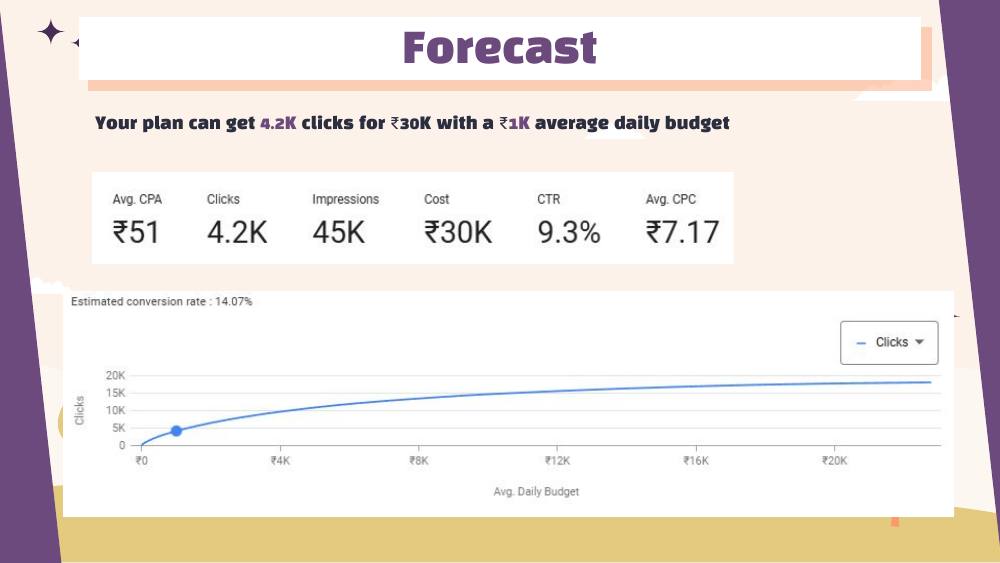 Forecast
Your plan can get 4.2K clicks for ₹30K with a ₹1K average daily budget
Avg. CPA Clicks Impressions Cost CTR Avg. CPC
₹51 4.2K 45K ₹30K 9.3% ₹7.17
Estimated conversion rate : 14.07%
Clicks
20K
15K
10K
5K
0
Clicks
₹0 ₹4K ₹8K ₹12K ₹16K ₹20K
Avg. Daily Budget